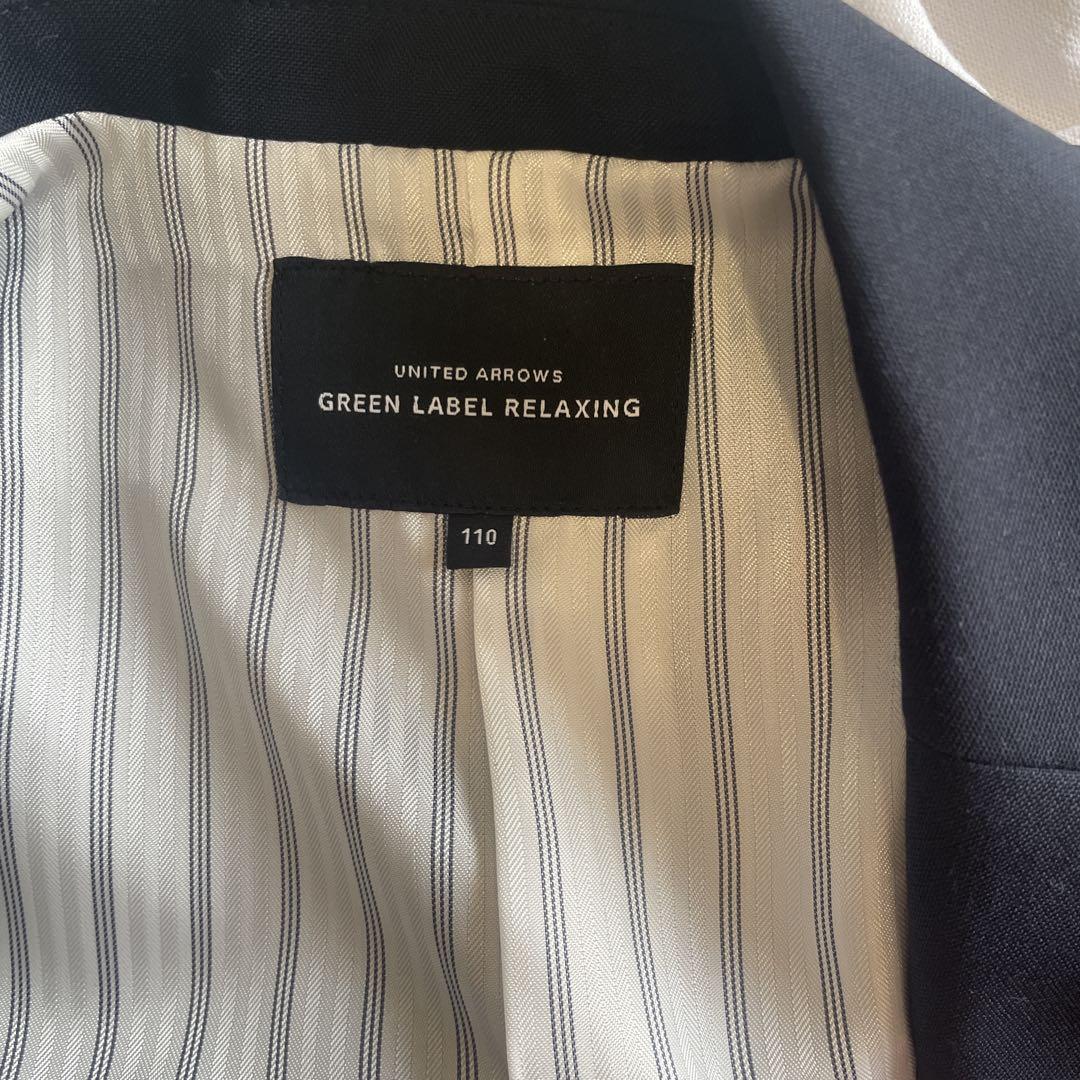 UNITED ARROWS
GREEN LABEL RELAXING
110